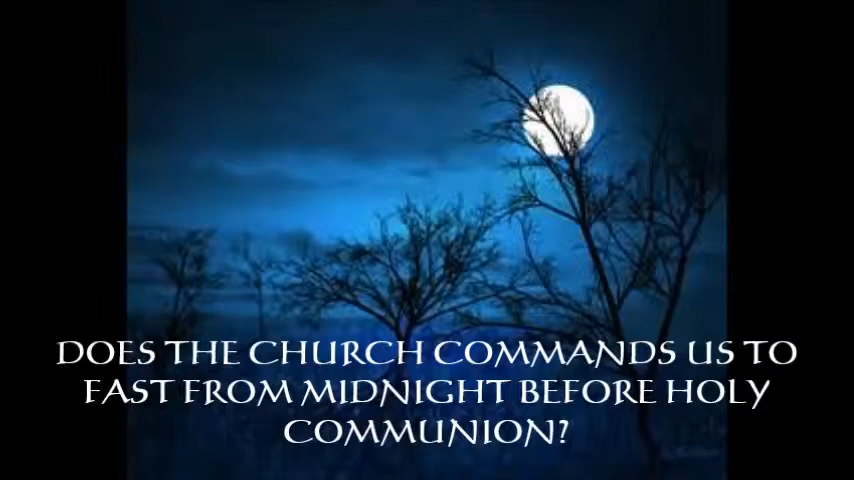 DOES THE CHURCH COMMANDS US TO
FAST FROM MIDNIGHT BEFORE HOLY
COMMUNION?